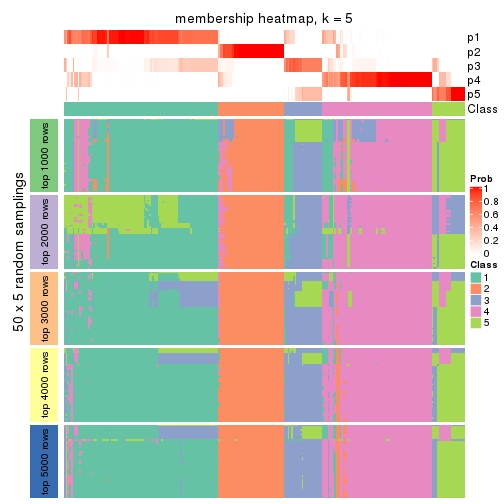 membership heatmap, k = 5
p1
p2
p3
p4
p5
Class
50 x 5 random samplings
top 1000 rows
top 2000 rows
top 3000 rows
top 4000 rows
top 5000 rows
Prob
1
0.8
0.6
0.4
0.2
0
Class
1
2
3
4
5